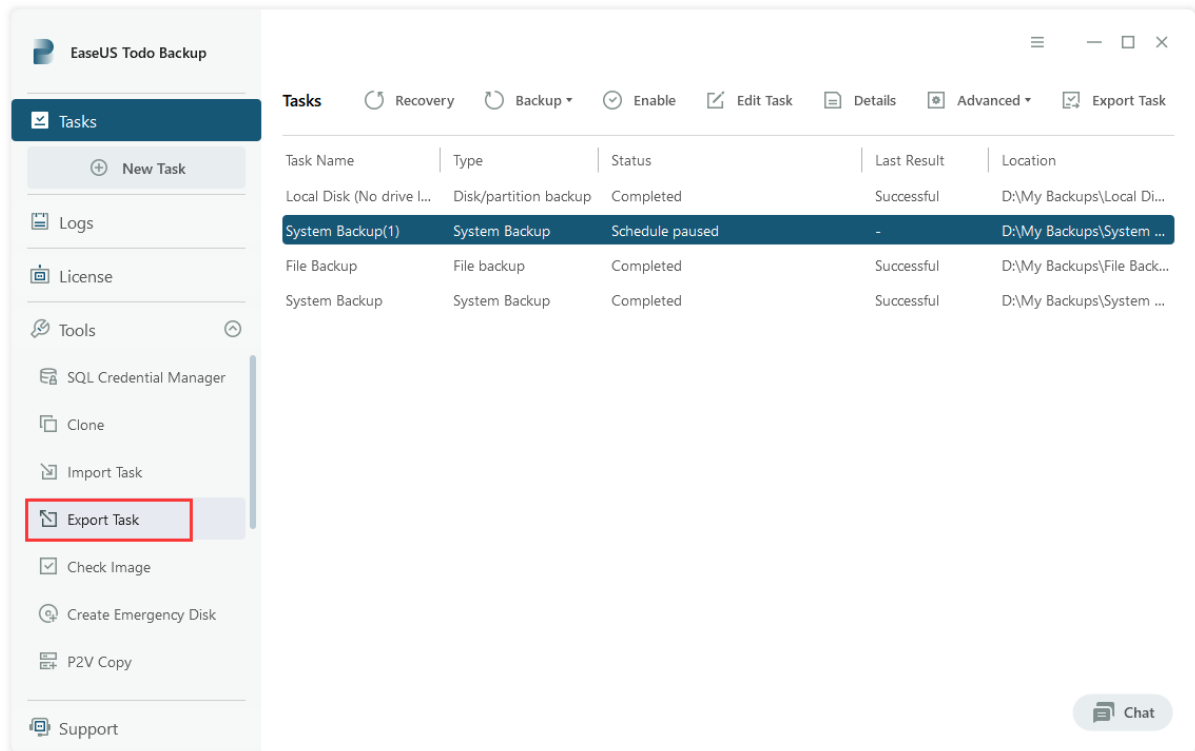 EaseUS Todo Backup
Tasks
New Task
Logs
License
Tools
SQL Credential Manager
Clone
Import Task
Export Task
Check Image
Create Emergency Disk
P2V Copy
Support
Tasks Recovery Backup Enable Edit Task Details Advanced Export Task
Task Name Type Status Last Result Location
Local Disk (No drive l... Disk/partition backup Completed Successful D:\My Backups\Local Di...
System Backup(1) System Backup Schedule paused - D:\My Backups\System ...
File Backup File backup Completed Successful D:\My Backups\File Back...
System Backup System Backup Completed Successful D:\My Backups\System ...
Chat